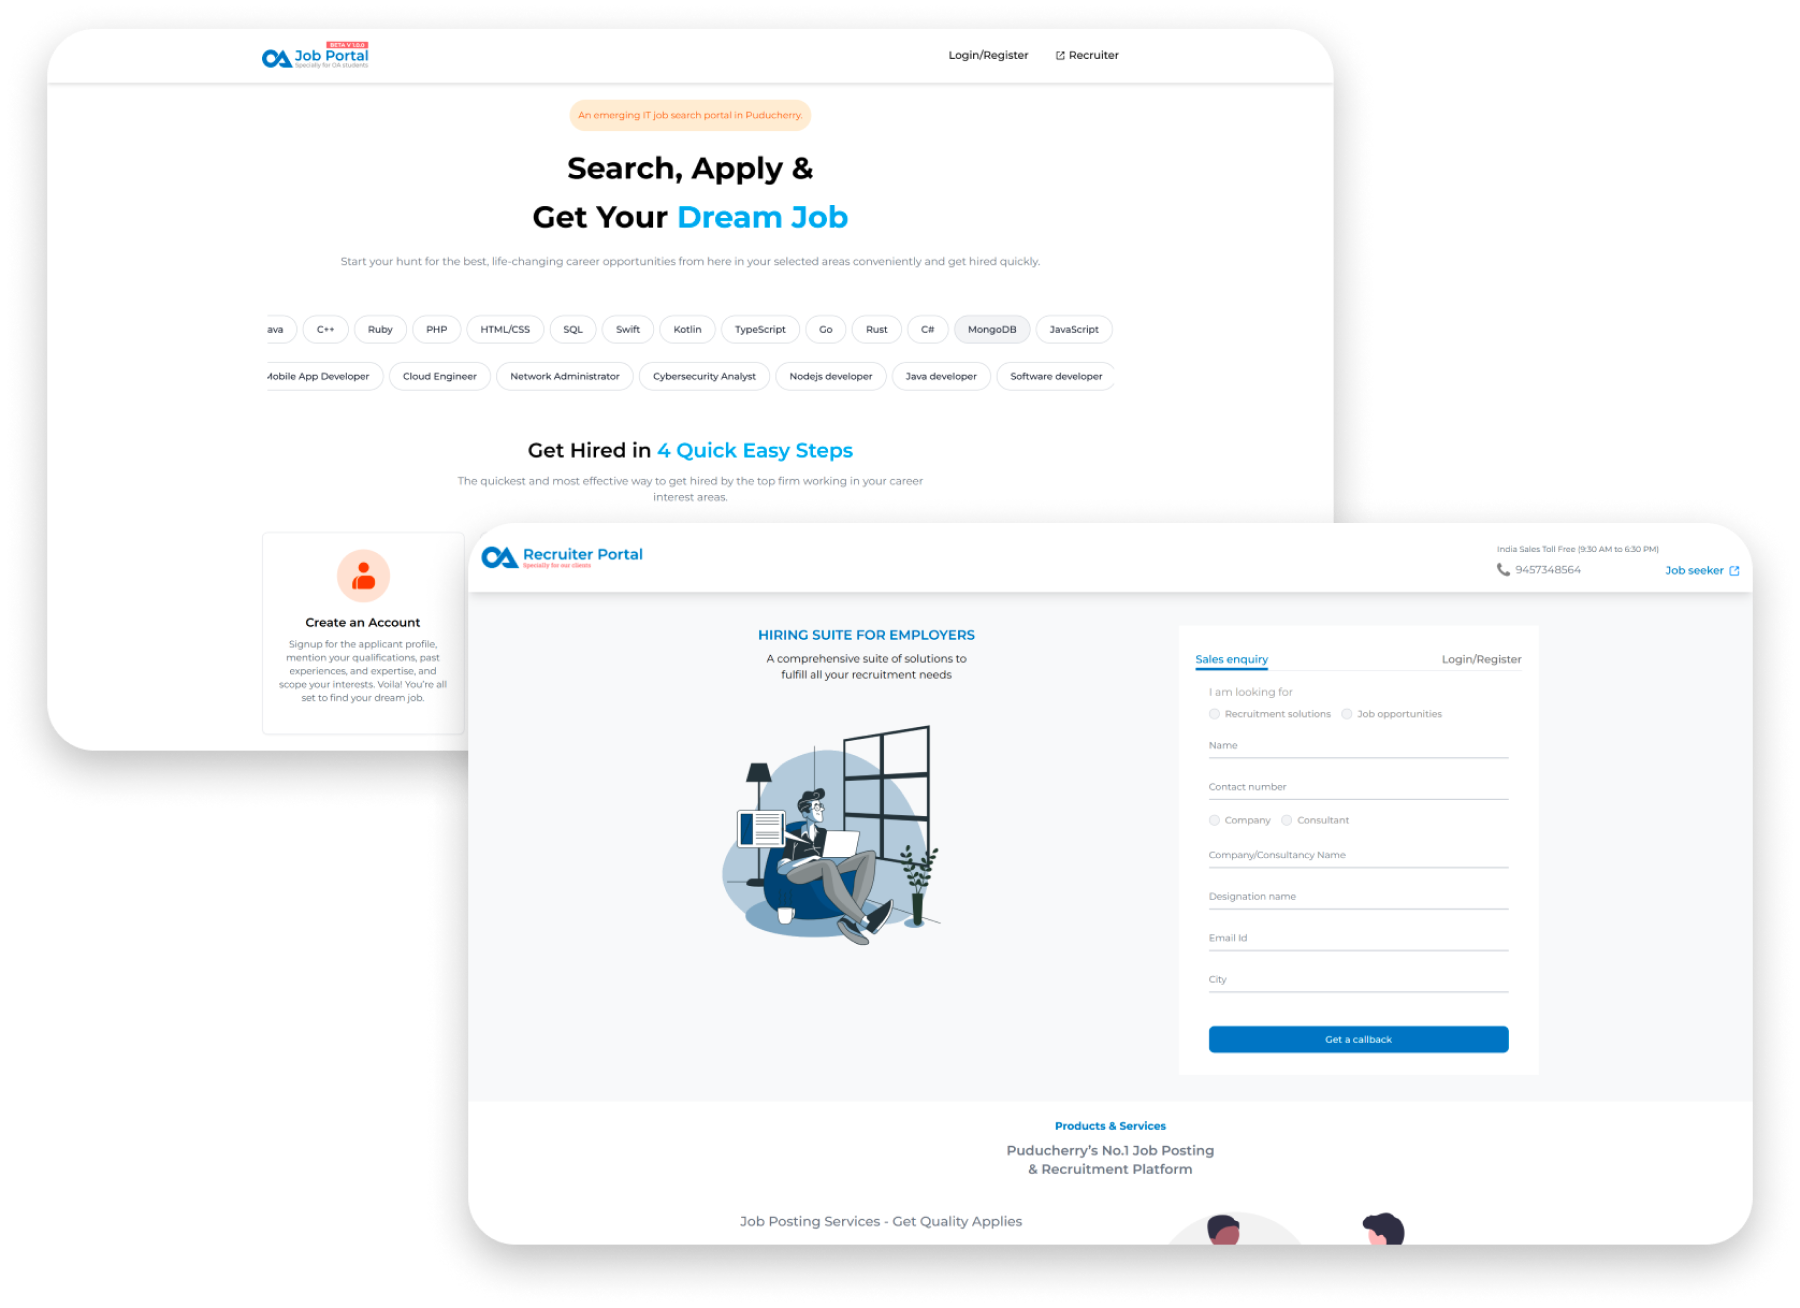 BETA V 1.0.0
OA Job Portal
Specially for OA students
Login/Register
Recruiter
An emerging IT job search portal in Puducherry.
Search, Apply &
Get Your Dream Job
Start your hunt for the best, life-changing career opportunities from here in your selected areas conveniently and get hired quickly.
ava C++ Ruby PHP HTML/CSS SQL Swift Kotlin TypeScript Go Rust C# MongoDB JavaScript
Mobile App Developer Cloud Engineer Network Administrator Cybersecurity Analyst Nodejs developer Java developer Software developer
Get Hired in 4 Quick Easy Steps
The quickest and most effective way to get hired by the top firm working in your career
interest areas.
Create an Account
Signup for the applicant profile,
mention your qualifications, past
experiences, and expertise, and
scope your interests. Voila! You're all
set to find your dream job.
OA Recruiter Portal
Specially for our clients
India Sales Toll Free (9:30 AM to 6:30 PM)
9457348564
Job seeker
HIRING SUITE FOR EMPLOYERS
A comprehensive suite of solutions to
fulfill all your recruitment needs
Sales enquiry
Login/Register
I am looking for
Recruitment solutions Job opportunities
Name
Contact number
Company Consultant
Company/Consultancy Name
Designation name
Email Id
City
Get a callback
Products & Services
Puducherry's No.1 Job Posting
& Recruitment Platform
Job Posting Services - Get Quality Applies